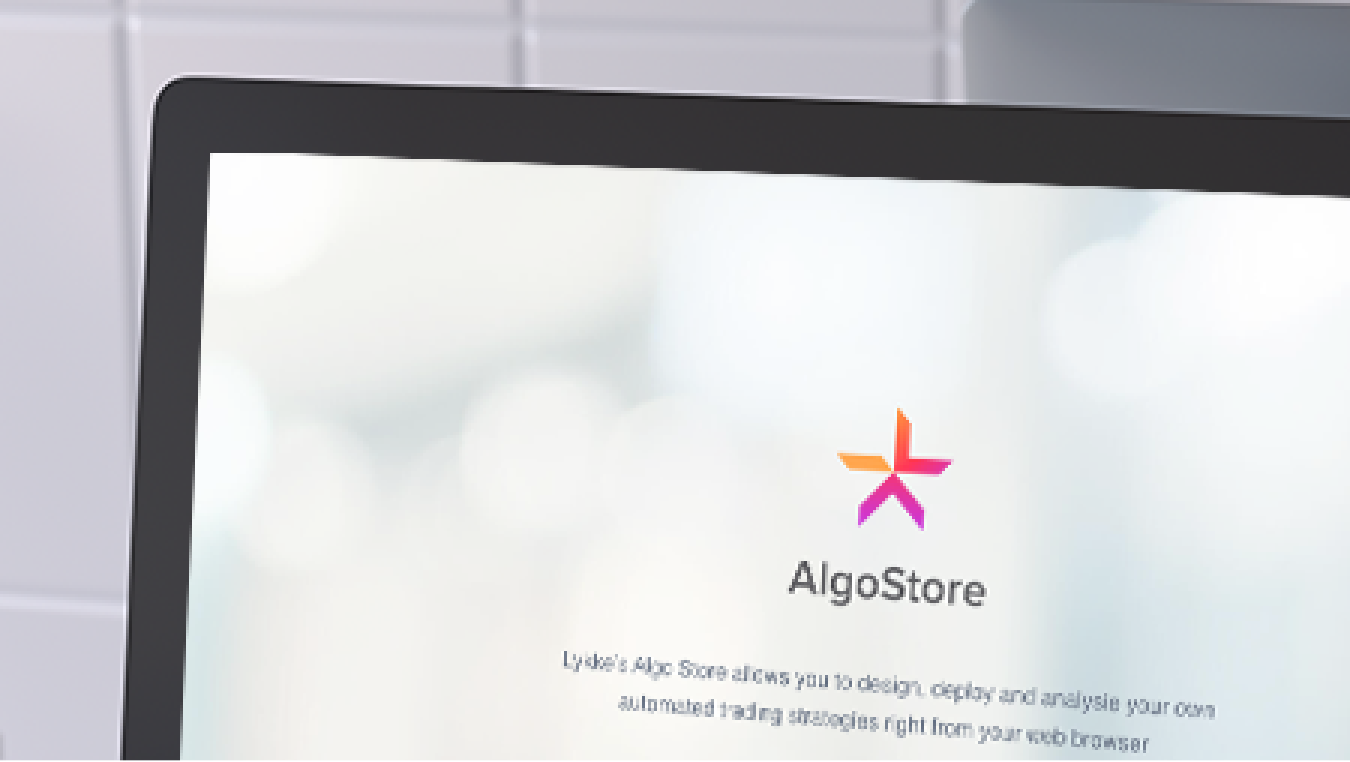 AlgoStore
Lykke's Algo Store allows you to design, deploy and analysie your own
automated trading strategies right from your web browser